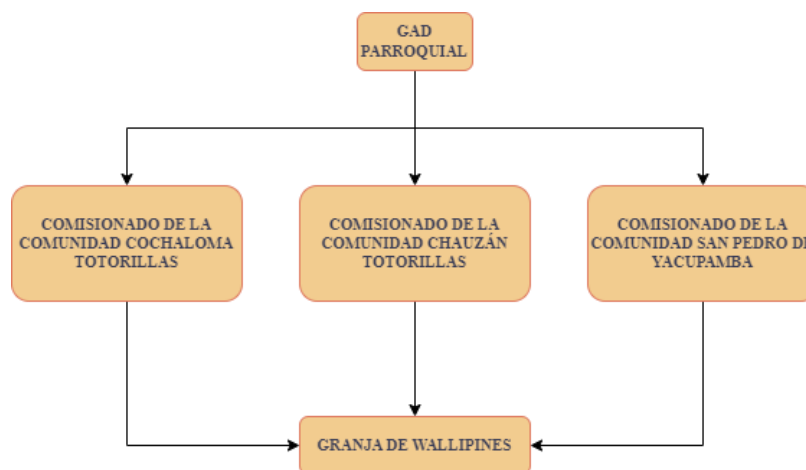 GAD
PARROQUIAL
COMISIONADO DE LA
COMUNIDAD COCHALOMA
TOTORILLAS
COMISIONADO DE LA
COMUNIDAD CHAUZÁN
TOTORILLAS
COMISIONADO DE LA
COMUNIDAD SAN PEDRO DE
YACUPAMBA
GRANJA DE WALLIPINES